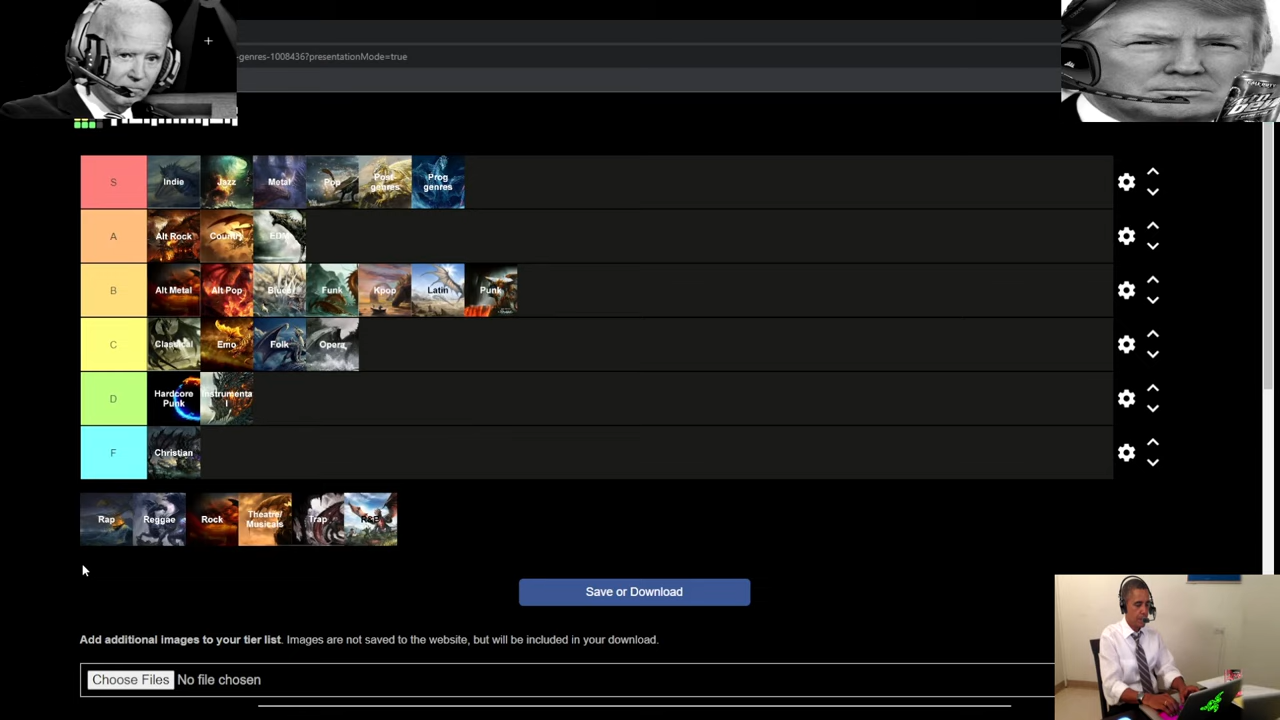 -genres-1008436?presentationMode=true
S
Indie
Jazz
Metal
Pop
Post-
genres
Prog
genres
A
Alt Rock
Country
EDM
B
Alt Metal
Alt Pop
Blues
Funk
Kpop
Latin
Punk
C
Classical
Emo
Folk
Opera
D
Hardcore
Punk
Instrumenta
l
F
Christian
Rap
Reggae
Rock
Theatre/
Musicals
Trap
R&B
Save or Download
Add additional images to your tier list. Images are not saved to the website, but will be included in your download.
Choose Files No file chosen